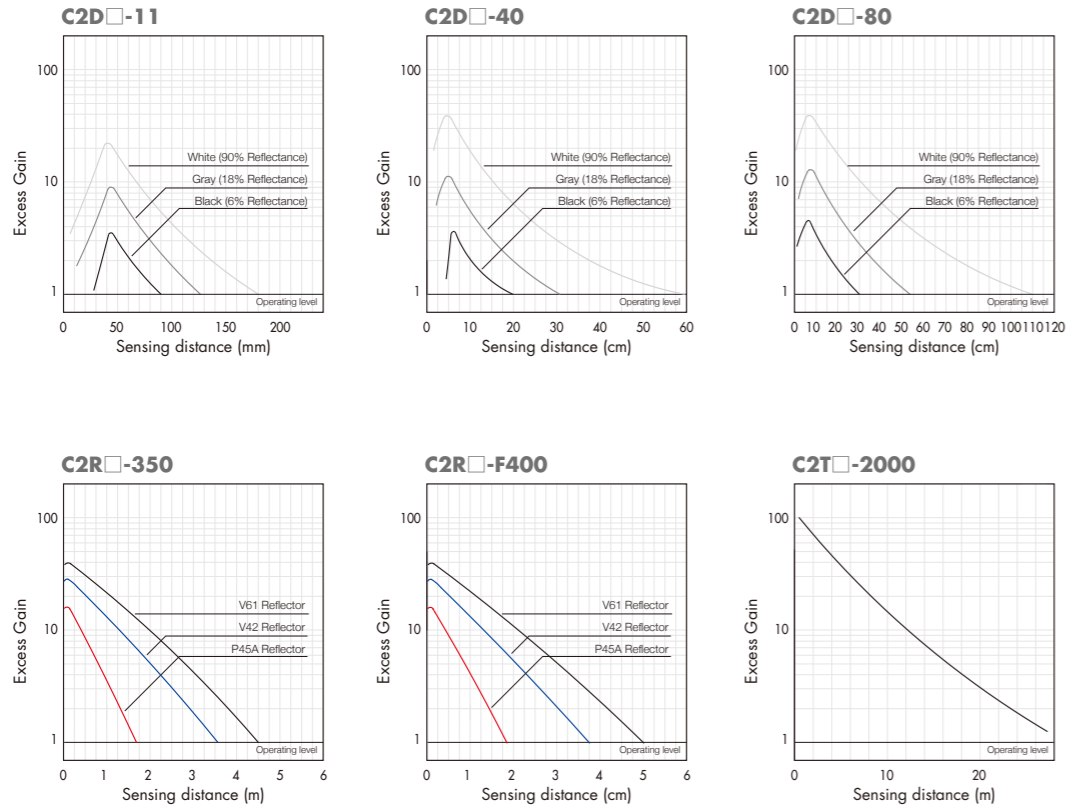 C2D□-11
100
10
1
Excess Gain
White (90% Reflectance)
Gray (18% Reflectance)
Black (6% Reflectance)
Operating level
0 50 100 150 200
Sensing distance (mm)
C2D□-40
100
10
1
Excess Gain
White (90% Reflectance)
Gray (18% Reflectance)
Black (6% Reflectance)
Operating level
0 10 20 30 40 50 60
Sensing distance (cm)
C2D□-80
100
10
1
Excess Gain
White (90% Reflectance)
Gray (18% Reflectance)
Black (6% Reflectance)
Operating level
0 10 20 30 40 50 60 70 80 90 100 110 120
Sensing distance (cm)
C2R□-350
100
10
1
Excess Gain
V61 Reflector
V42 Reflector
P45A Reflector
Operating level
0 1 2 3 4 5 6
Sensing distance (m)
C2R□-F400
100
10
1
Excess Gain
V61 Reflector
V42 Reflector
P45A Reflector
Operating level
0 1 2 3 4 5 6
Sensing distance (cm)
C2T□-2000
100
10
1
Excess Gain
Operating level
0 10 20
Sensing distance (m)